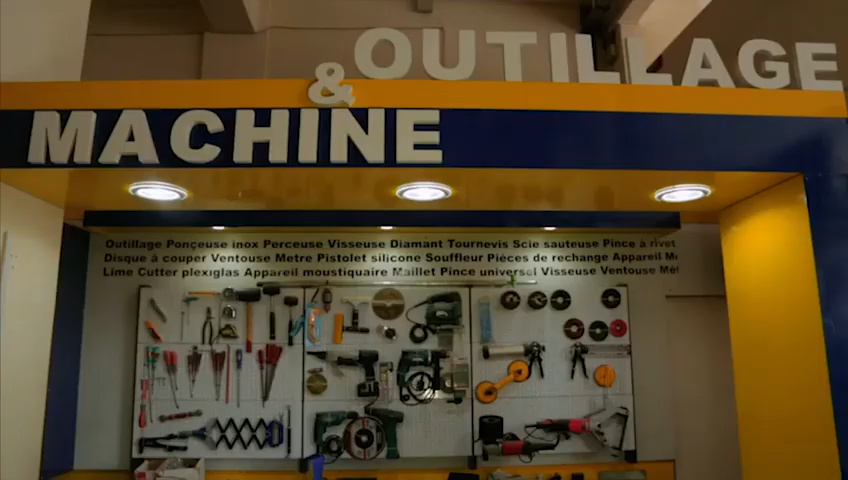 OUTILLAGE
&
MACHINE
Outillage Ponçeuse inox Perceuse Visseuse Diamant Tournevis Scie sauteuse Pince à rivet
Disque à couper Ventouse Metre Pistolet silicone Souffleur Piéces de rechange Appareil
Lime Cutter plexiglas Appareil moustiquaire Maillet Pince universel Visseuse Ventouse